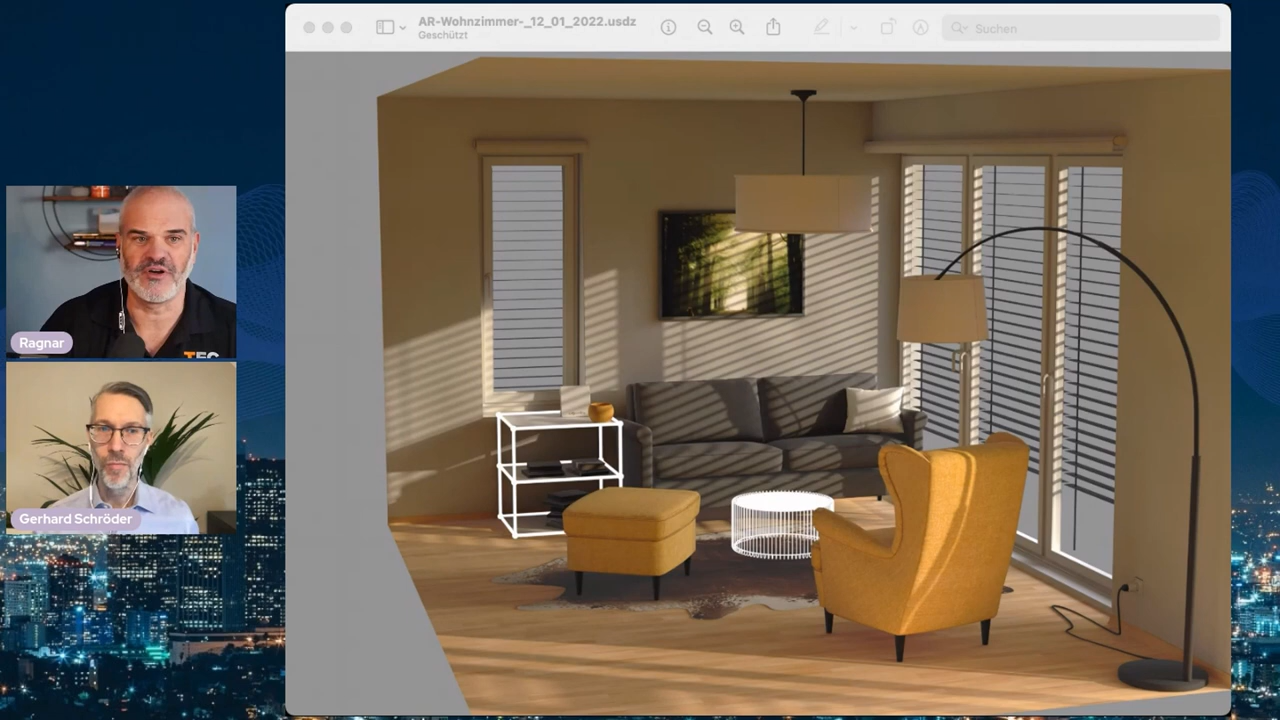 AR-Wohnzimmer-_12_01_2022.usdz
Geschützt
Suchen
Ragnar
Gerhard Schröder